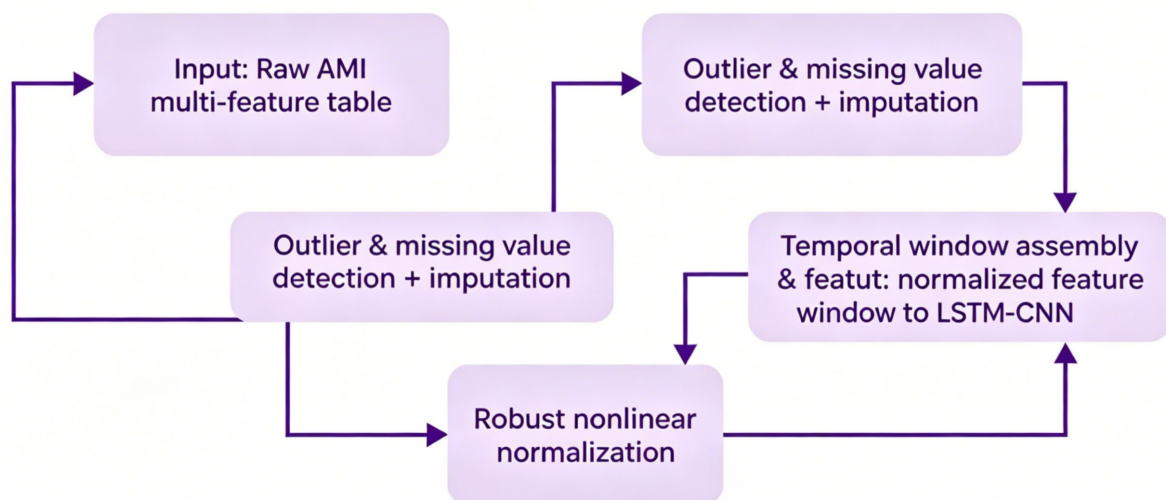 Input: Raw AMI
multi-feature table
Outlier & missing value
detection + imputation
Outlier & missing value
detection + imputation
Temporal window assembly
& featut: normalized feature
window to LSTM-CNN
Robust nonlinear
normalization